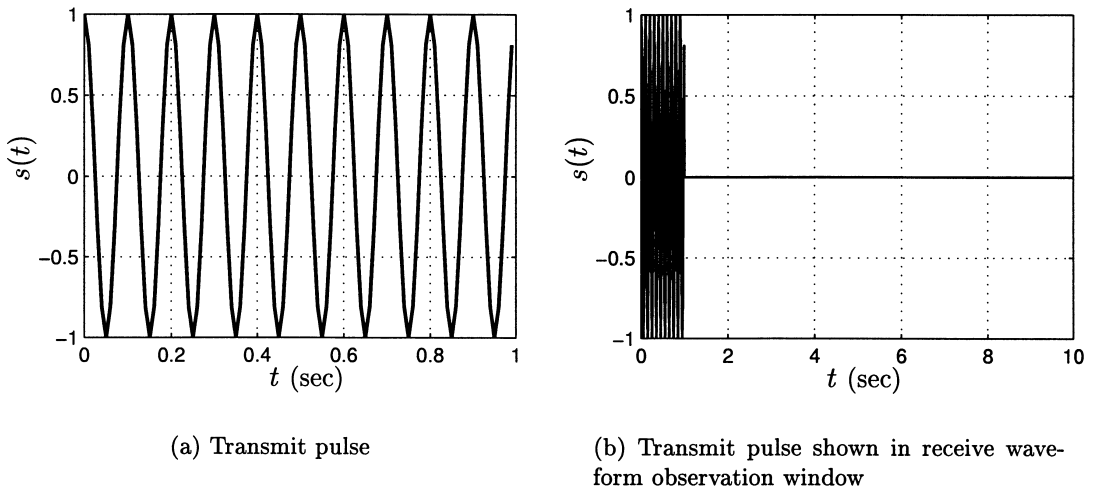 1
0.5
0
−0.5
−1
s(t)
0 0.2 0.4 0.6 0.8 1
t (sec)
(a) Transmit pulse
1
0.5
0
−0.5
−1
s(t)
0 2 4 6 8 10
t (sec)
(b) Transmit pulse shown in receive wave-
form observation window